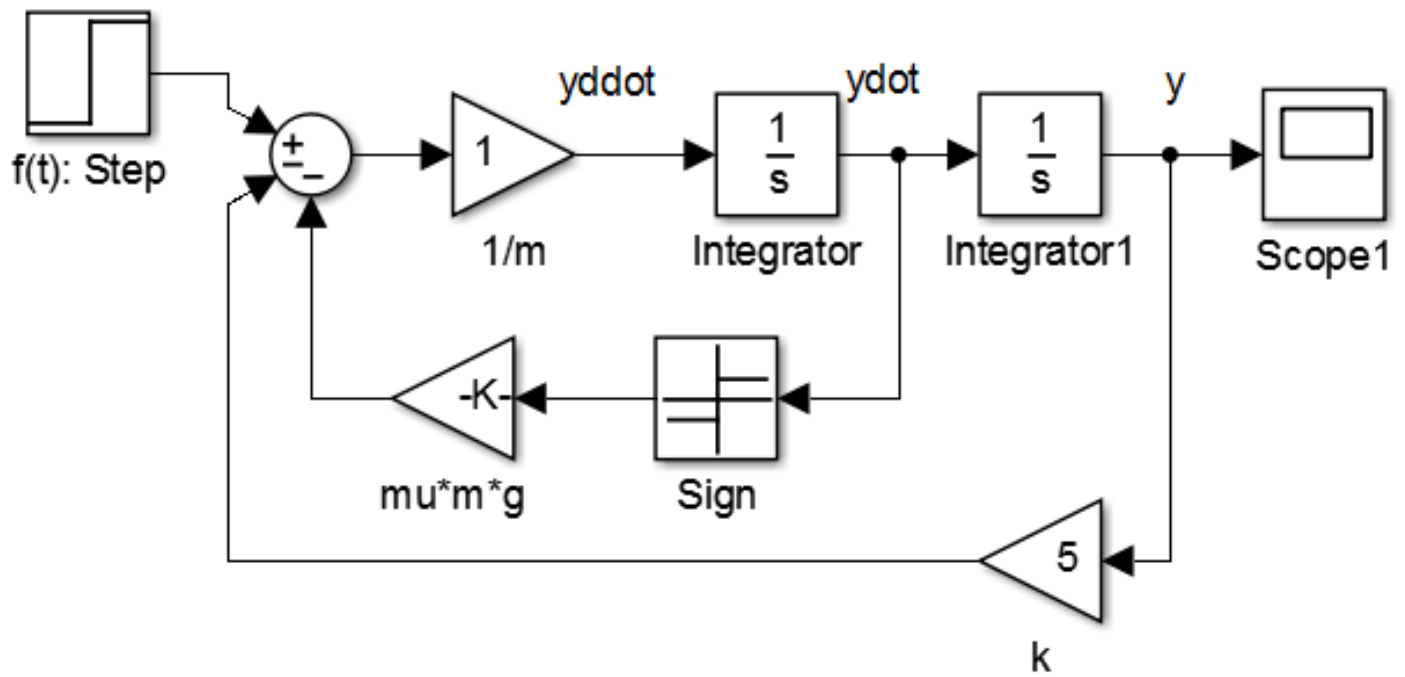 yddot
ydot
y
f(t): Step
+
−
−
1
1/m
1
s
Integrator
1
s
Integrator1
Scope1
-K-
mu*m*g
Sign
5
k